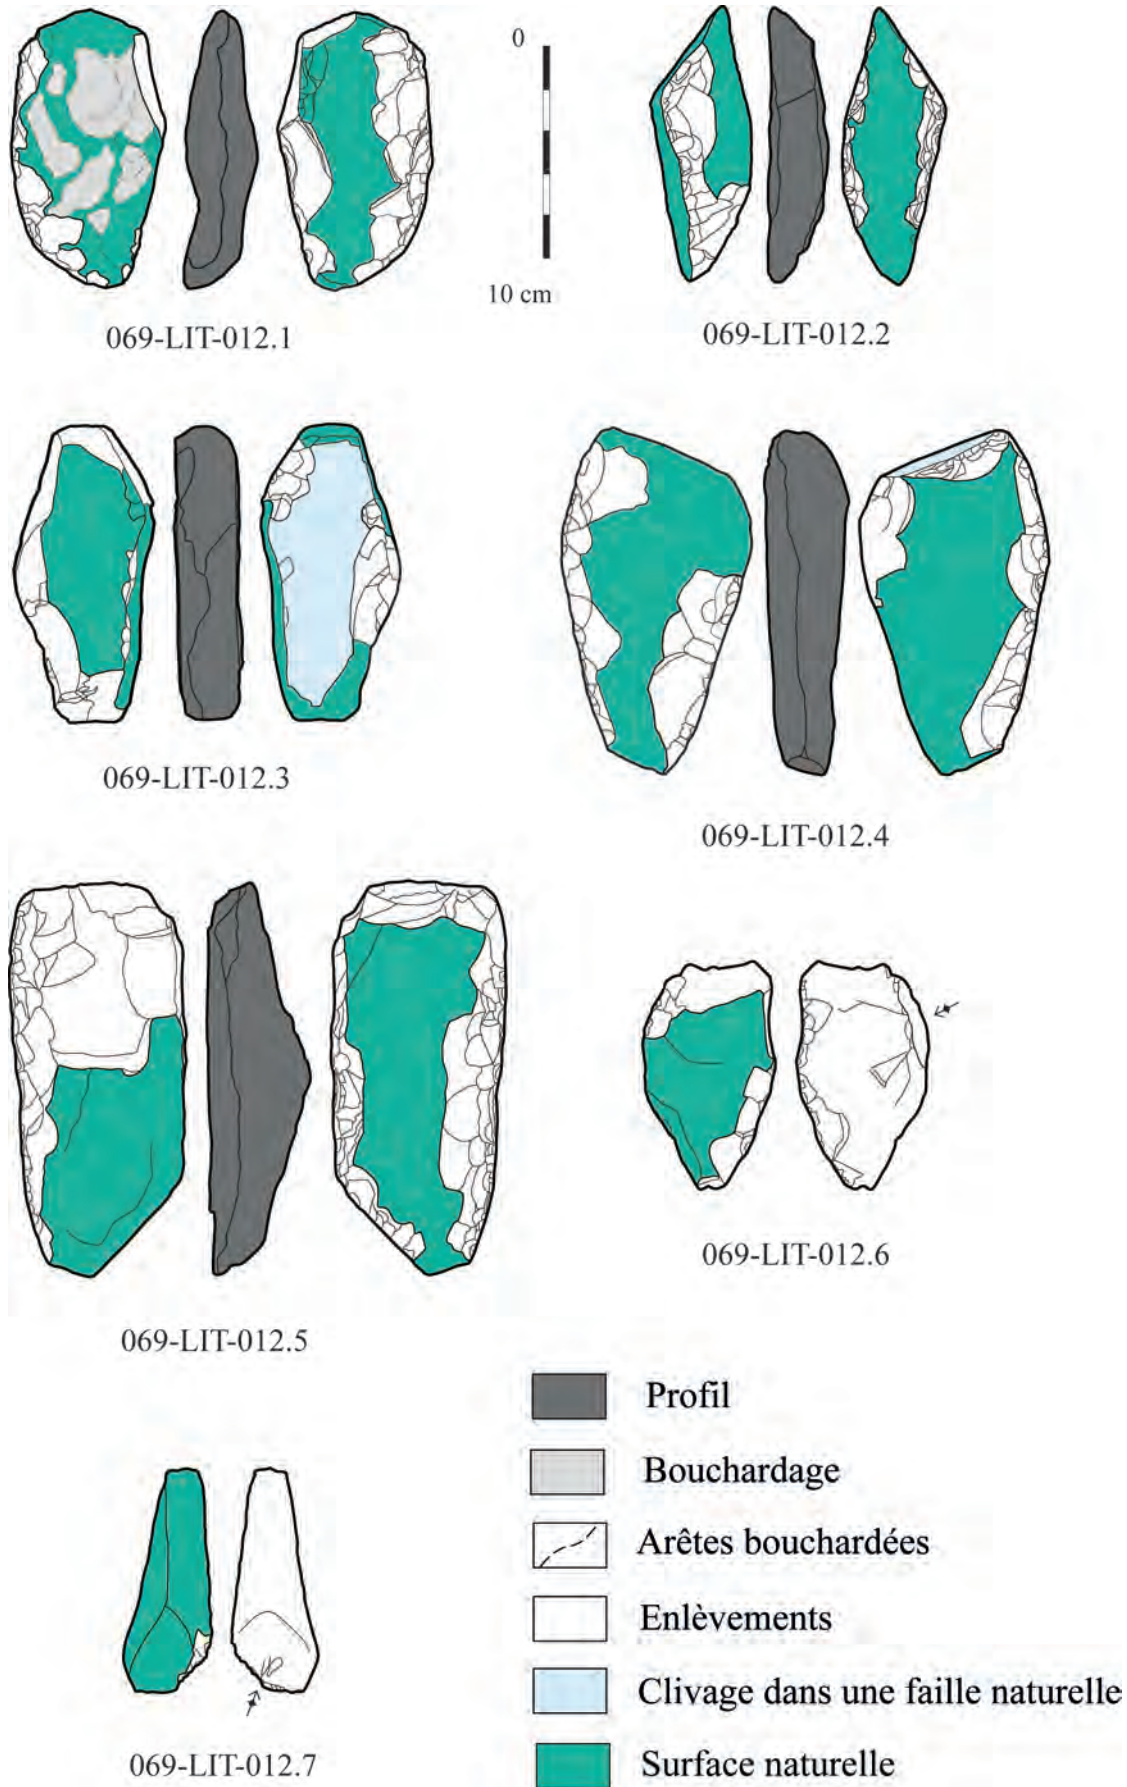 0
10 cm
069-LIT-012.1
069-LIT-012.2
069-LIT-012.3
069-LIT-012.4
069-LIT-012.5
069-LIT-012.6
069-LIT-012.7
Profil
Bouchardage
Arêtes bouchardées
Enlèvements
Clivage dans une faille naturelle
Surface naturelle